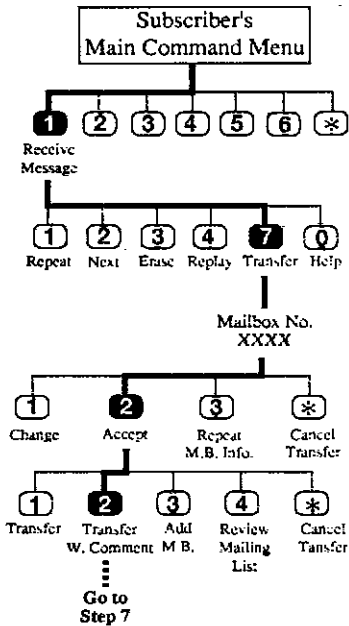 Subscriber's
Main Command Menu
1 2 3 4 5 6 *
Receive
Message
1 2 3 4 7 0
Repeat Next Erase Replay Transfer Help
Mailbox No.
XXXX
1 2 3 *
Change Accept Repeat Cancel
M.B. Info. Transfer
1 2 3 4 *
Transfer Transfer Add Review Cancel
W. Comment M B. Mailing Tansfer
List
Go to
Step 7